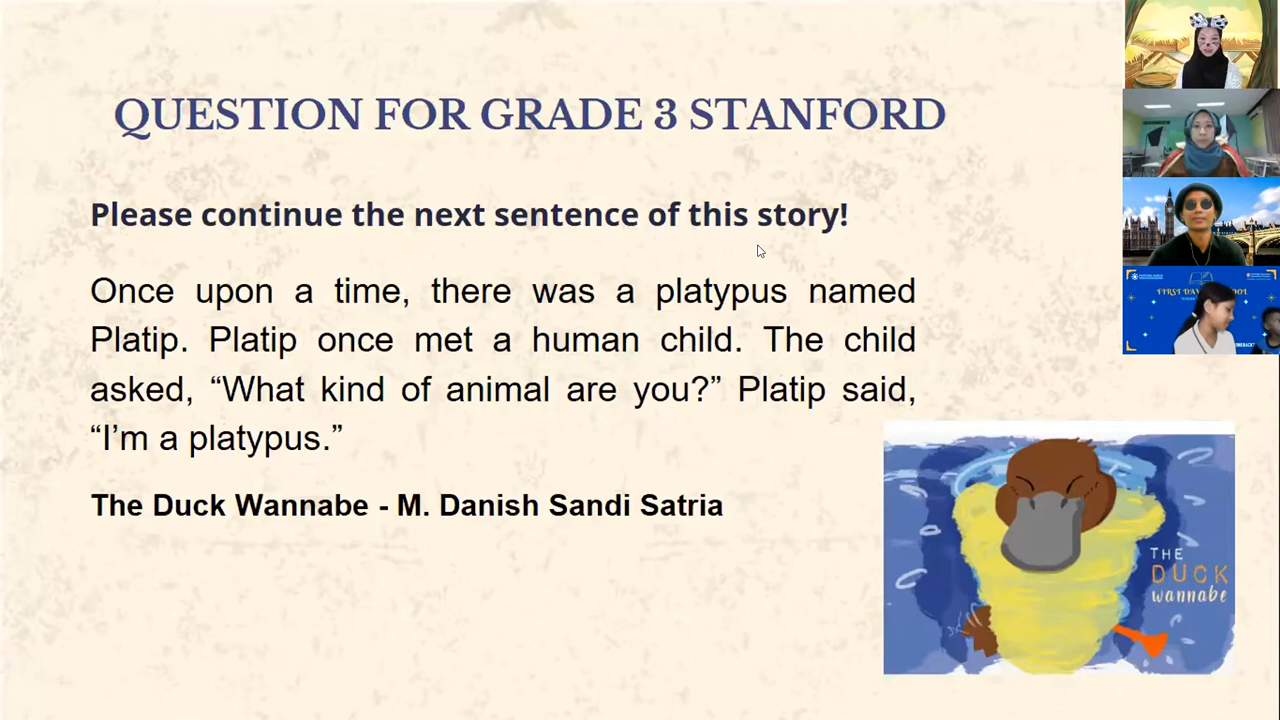 QUESTION FOR GRADE 3 STANFORD
Please continue the next sentence of this story!
Once upon a time, there was a platypus named
Platip. Platip once met a human child. The child
asked, “What kind of animal are you?” Platip said,
“I’m a platypus.”
The Duck Wannabe - M. Danish Sandi Satria
THE
DUCK
wannabe